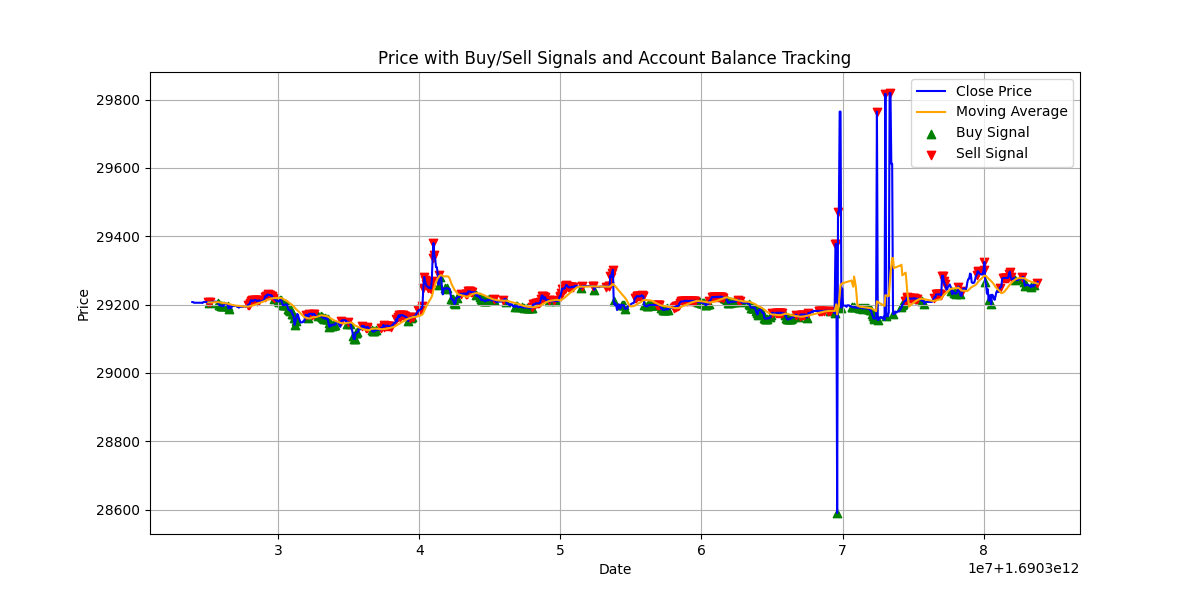 Price with Buy/Sell Signals and Account Balance Tracking
Close Price
Moving Average
Buy Signal
Sell Signal
Price
29800
29600
29400
29200
29000
28800
28600
3 4 5 6 7 8
Date
1e7+1.6903e12